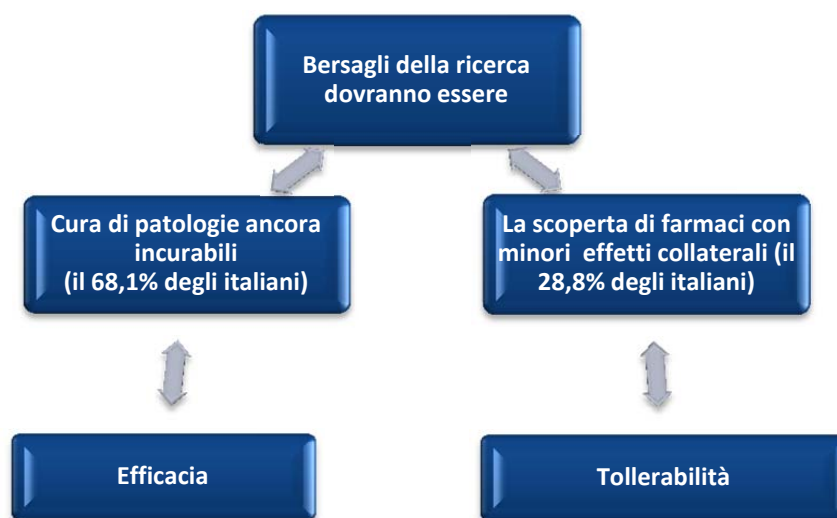 Bersagli della ricerca
dovranno essere
Cura di patologie ancora
incurabili
(il 68,1% degli italiani)
La scoperta di farmaci con
minori effetti collaterali (il
28,8% degli italiani)
Efficacia
Tollerabilità